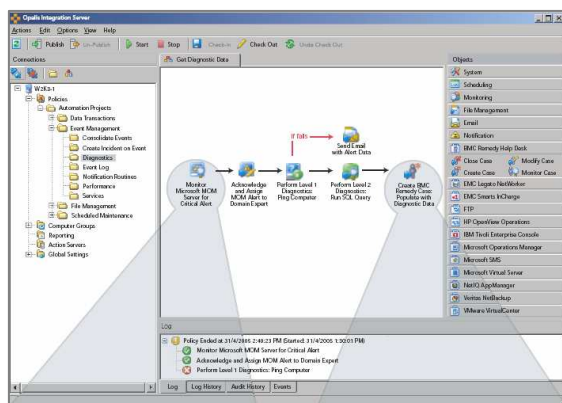 Opalis Integration Server
Actions Edit Options View Help
Publish Un-Publish Start Stop Check-in Check Out Undo Check Out
Connections
W2K3-1
Policies
Automation Projects
Data Transactions
Event Management
Consolidate Events
Create Incident on Event
Diagnostics
Event Log
Notification Routines
Performance
Services
File Management
Scheduled Maintenance
Computer Groups
Reporting
Action Servers
Global Settings
Get Diagnostic Data
If fails
Send Email
with Alert Data
Monitor
Microsoft MOM
Server for
Critical Alert
Acknowledge
and Assign
MOM Alert to
Domain Expert
Perform Level 1
Diagnostics:
Ping Computer
Perform Level 2
Diagnostics:
Run SQL Query
Create BMC
Remedy Case
Populate with
Diagnostic Data
Objects
System
Scheduling
Monitoring
File Management
Email
Notification
BMC Remedy Help Desk
Close Case Modify Case
Create Case Monitor Case
EMC Legato NetWorker
EMC Smarts InCharge
FTP
HP OpenView Operations
IBM Tivoli Enterprise Console
Microsoft Operations Manager
Microsoft SMS
Microsoft Virtual Server
NetIQ AppManager
Veritas NetBackup
VMware VirtualCenter
Log
Policy Ended at 31/4/2005 2:40:23 PM (Started: 31/4/2005 1:30:01 PM)
Monitor Microsoft MOM Server for Critical Alert
Acknowledge and Assign MOM Alert to Domain Expert
Perform Level 1 Diagnostics: Ping Computer
Log Log History Audit History Events